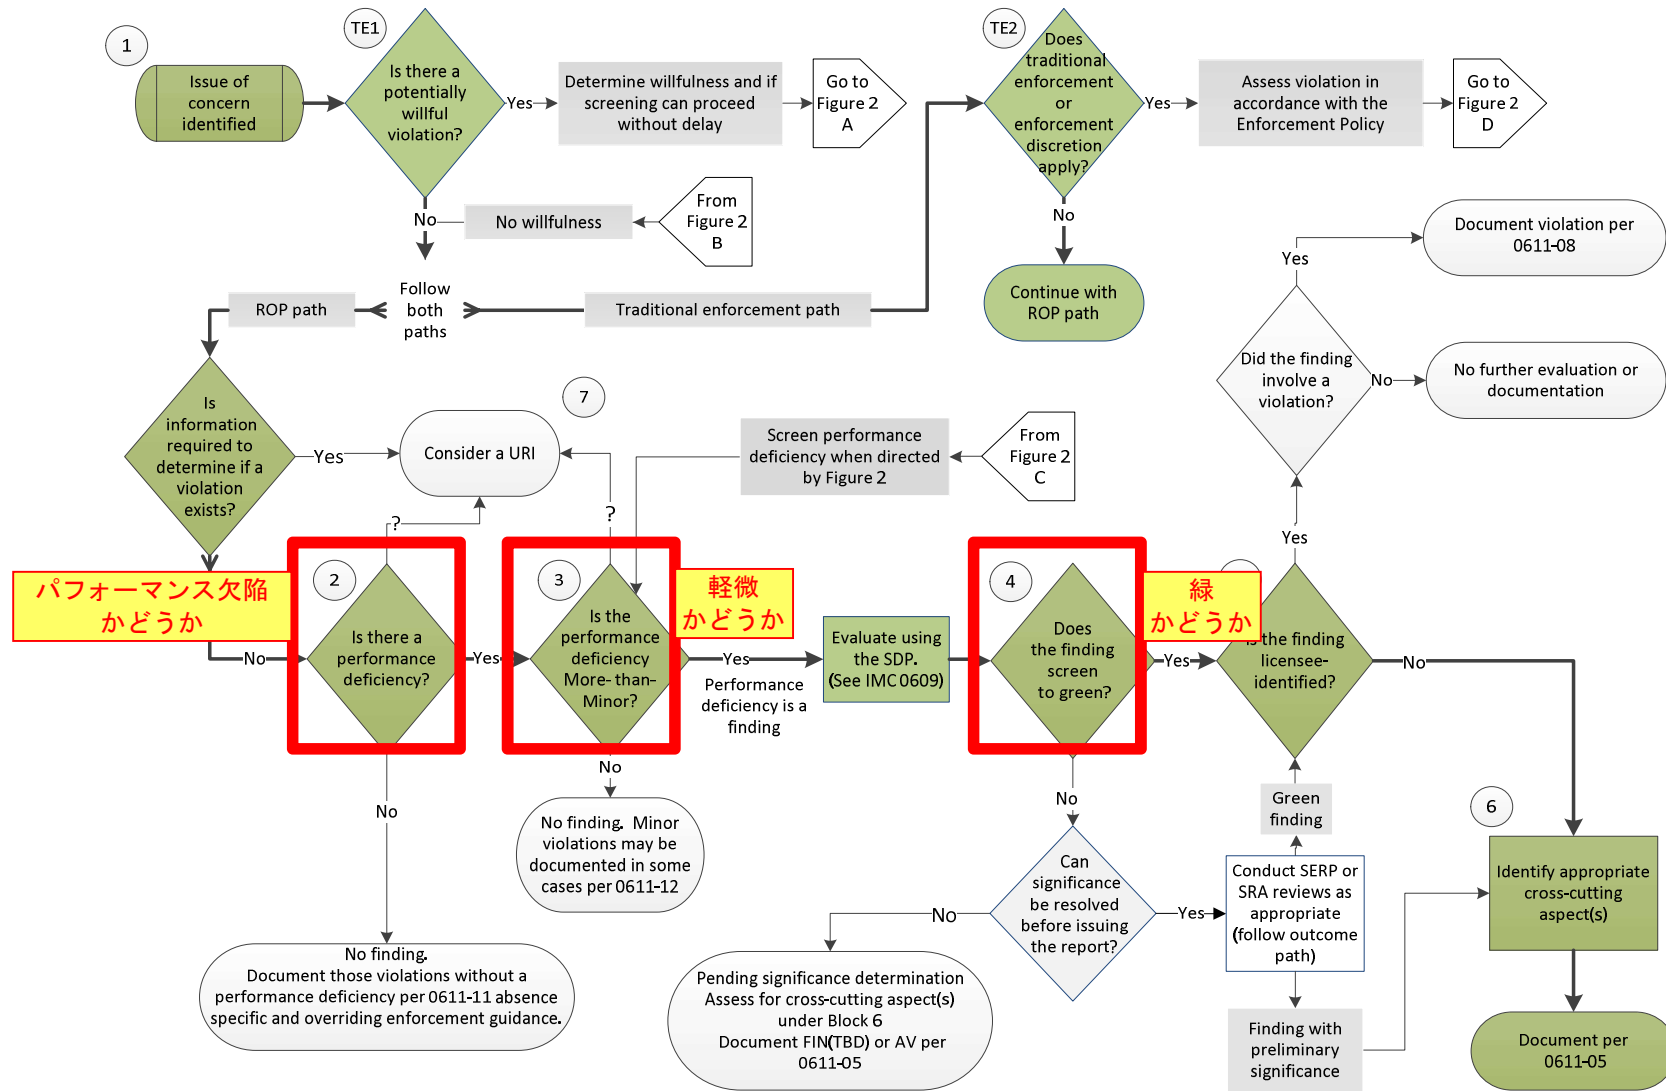 1
Issue of
concern
identified
TE1
Is there a
potentially
willful
violation?
Yes
Determine willfulness and if
screening can proceed
without delay
Go to
Figure 2
A
TE2
Does
traditional
enforcement
or
enforcement
discretion
apply?
Yes
Assess violation in
accordance with the
Enforcement Policy
Go to
Figure 2
D
No
No willfulness
From
Figure 2
B
No
Continue with
ROP path
ROP path
Follow
both
paths
Traditional enforcement path
Yes
Document violation per
0611-08
Did the finding
involve a
violation?
No
No further evaluation or
documentation
Is
information
required to
determine if a
violation
exists?
Yes
7
Consider a URI
Screen performance
deficiency when directed
by Figure 2
From
Figure 2
C
?
?
Yes
パフォーマンス欠陥
かどうか
No
2
Is there a
performance
deficiency?
Yes
3
Is the
performance
deficiency
More-than-
Minor?
軽微
かどうか
Yes
Performance
deficiency is a
finding
Evaluate using
the SDP.
(See IMC 0609)
4
Does
the finding
screen
to green?
緑
かどうか
Yes
Is the finding
licensee-
identified?
No
No
No
No finding.  Minor
violations may be
documented in some
cases per 0611-12
No
Green
finding
6
Identify appropriate
cross-cutting
aspect(s)
Can
significance
be resolved
before issuing
the report?
No
Yes
Conduct SERP or
SRA reviews as
appropriate
(follow outcome
path)
No finding.
Document those violations without a
performance deficiency per 0611-11 absence
specific and overriding enforcement guidance.
Pending significance determination
Assess for cross-cutting aspect(s)
under Block 6
Document FIN(TBD) or AV per
0611-05
Finding with
preliminary
significance
Document per
0611-05